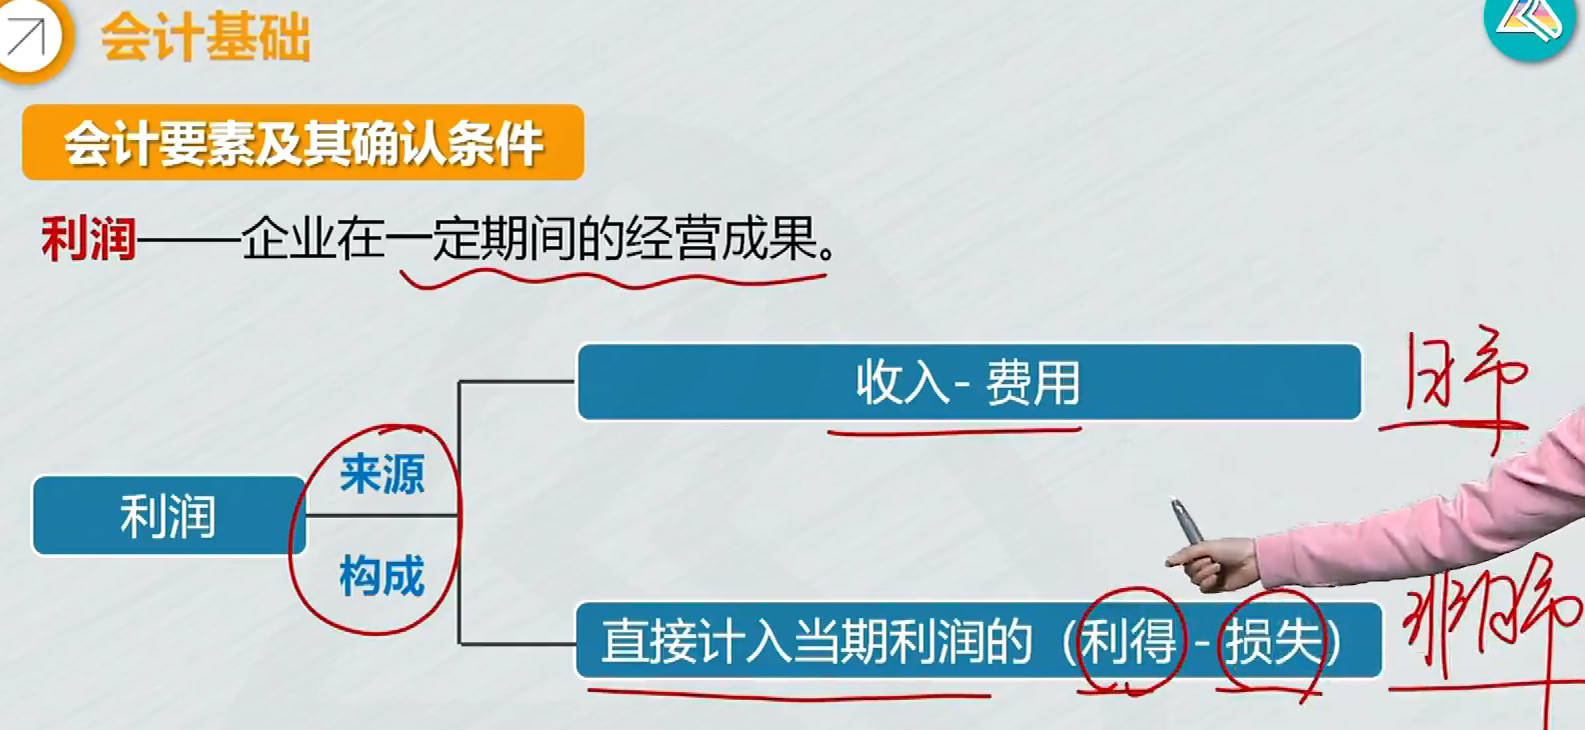 会计基础
会计要素及其确认条件
利润——企业在一定期间的经营成果。
收入- 费用
日常
来源
利润
构成
直接计入当期利润的（利得 - 损失）
非日常